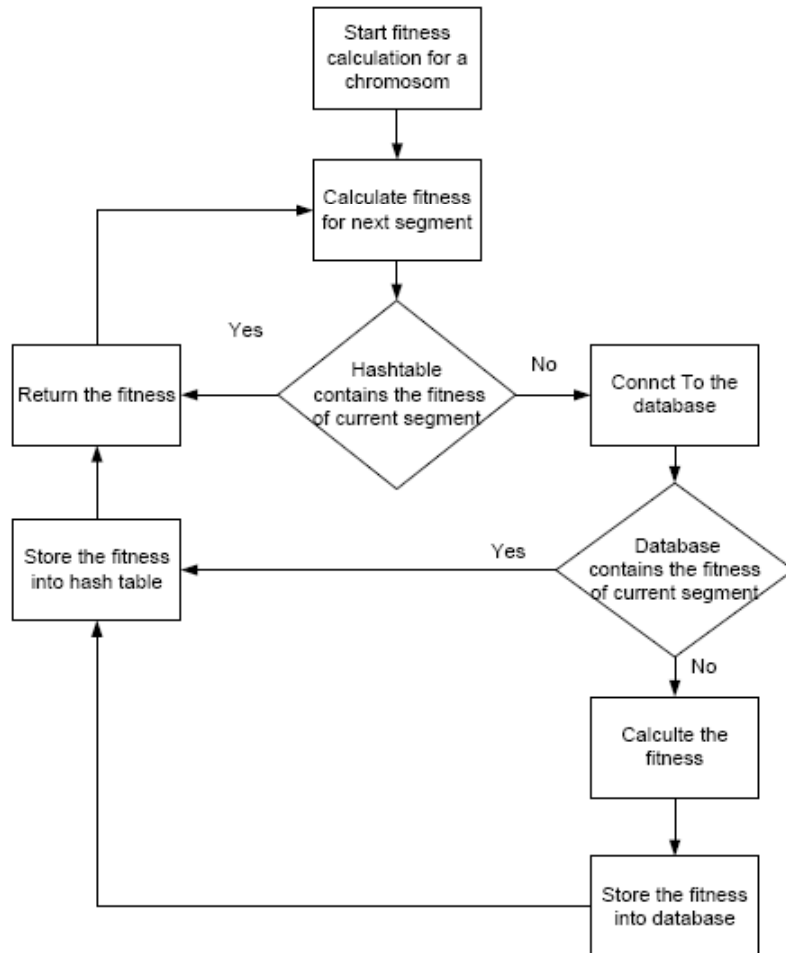 Start fitness
calculation for a
chromosom
Calculate fitness
for next segment
Yes
Hashtable
contains the fitness
of current segment
No
Return the fitness
Connct To the
database
Store the fitness
into hash table
Yes
Database
contains the fitness
of current segment
No
Calculte the
fitness
Store the fitness
into database